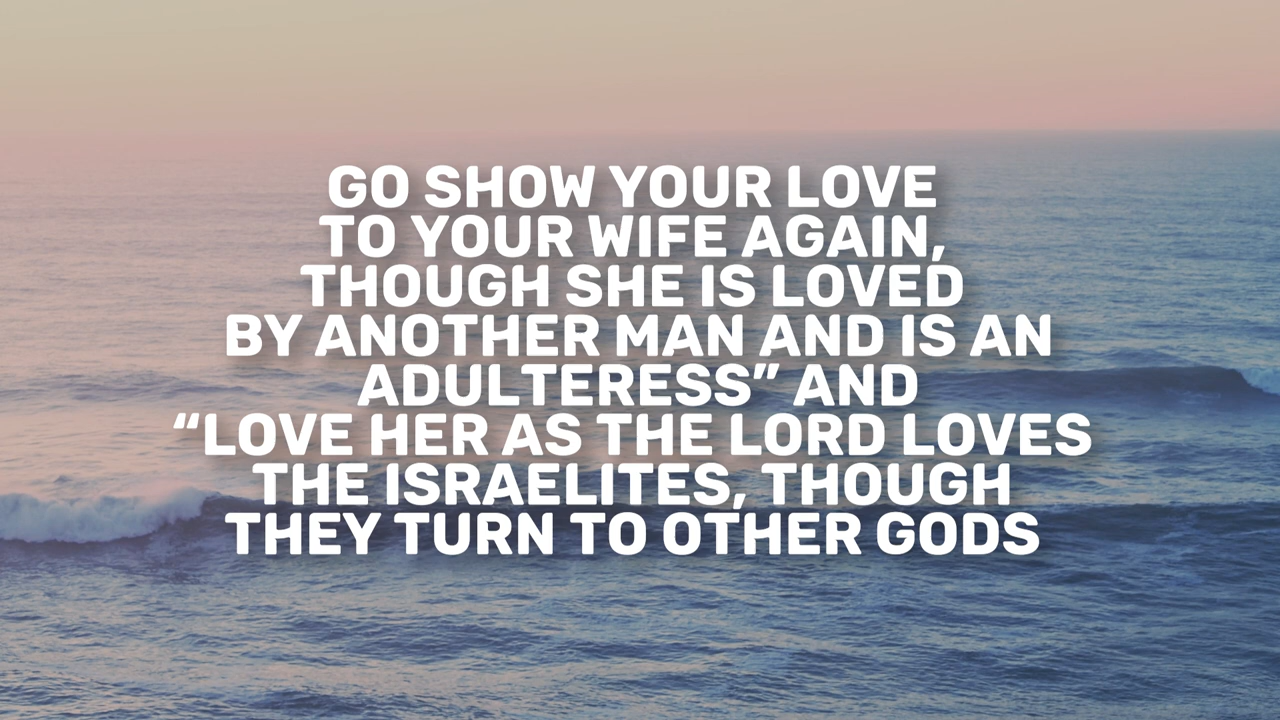 GO SHOW YOUR LOVE
TO YOUR WIFE AGAIN,
THOUGH SHE IS LOVED
BY ANOTHER MAN AND IS AN
ADULTERESS” AND
“LOVE HER AS THE LORD LOVES
THE ISRAELITES, THOUGH
THEY TURN TO OTHER GODS